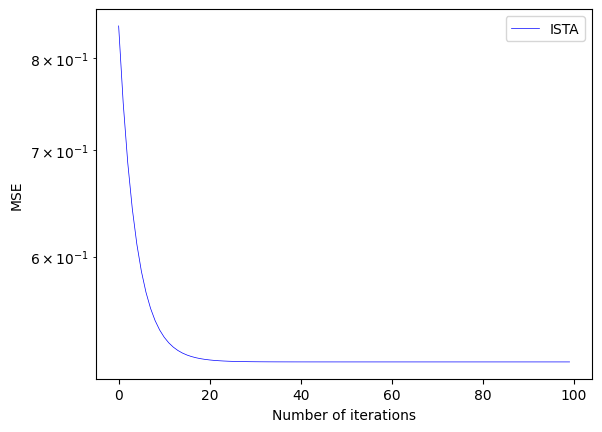 ISTA
8 × 10⁻¹
7 × 10⁻¹
6 × 10⁻¹
MSE
0 20 40 60 80 100
Number of iterations